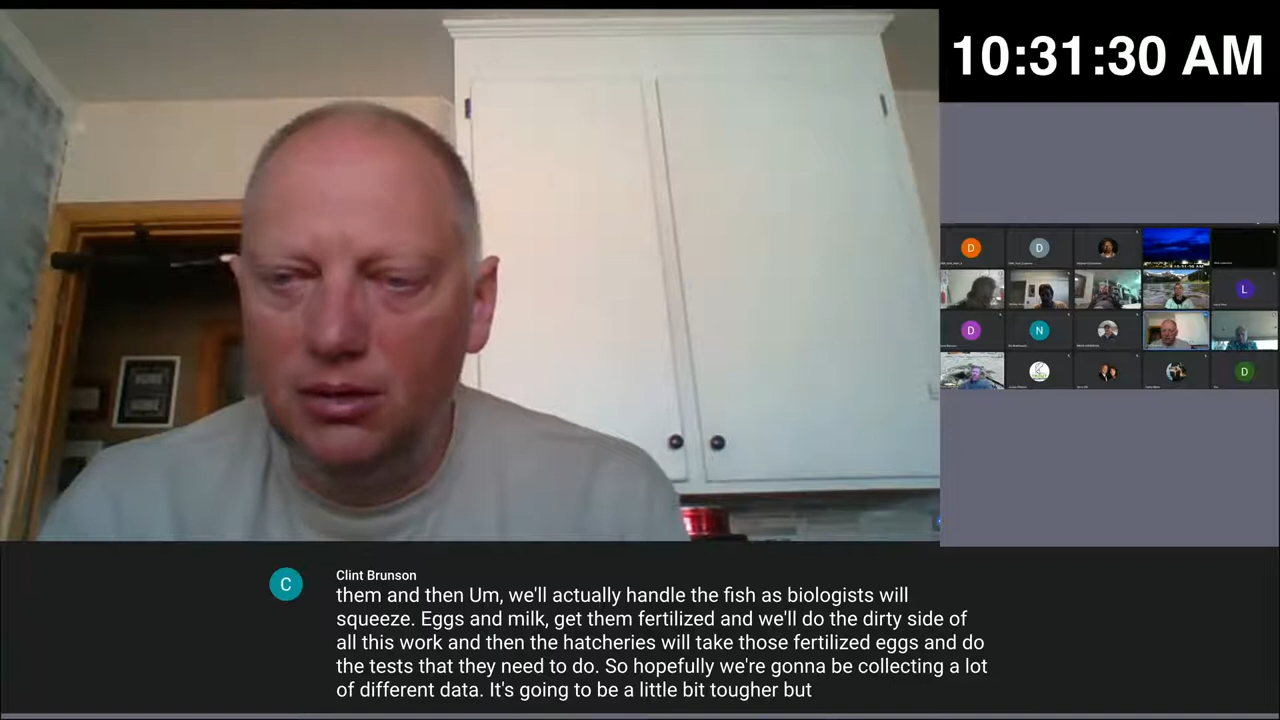 10:31:30 AM
D
D
L
D
N
D
C
Clint Brunson
them and then Um, we'll actually handle the fish as biologists will
squeeze. Eggs and milk, get them fertilized and we'll do the dirty side of
all this work and then the hatcheries will take those fertilized eggs and do
the tests that they need to do. So hopefully we're gonna be collecting a lot
of different data. It's going to be a little bit tougher but